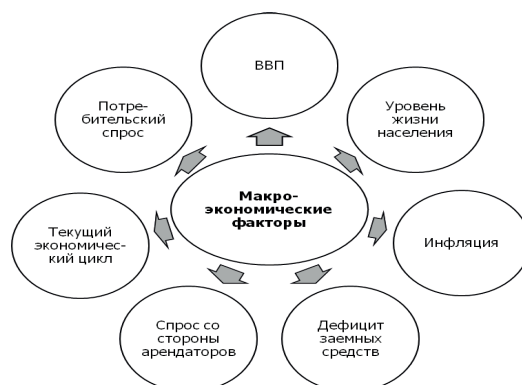 ВВП
Потре-
бительский
спрос
Уровень
жизни
населения
Макро-
экономические
факторы
Текущий
экономичес-
кий цикл
Инфляция
Спрос со
стороны
арендаторов
Дефицит
заемных
средств